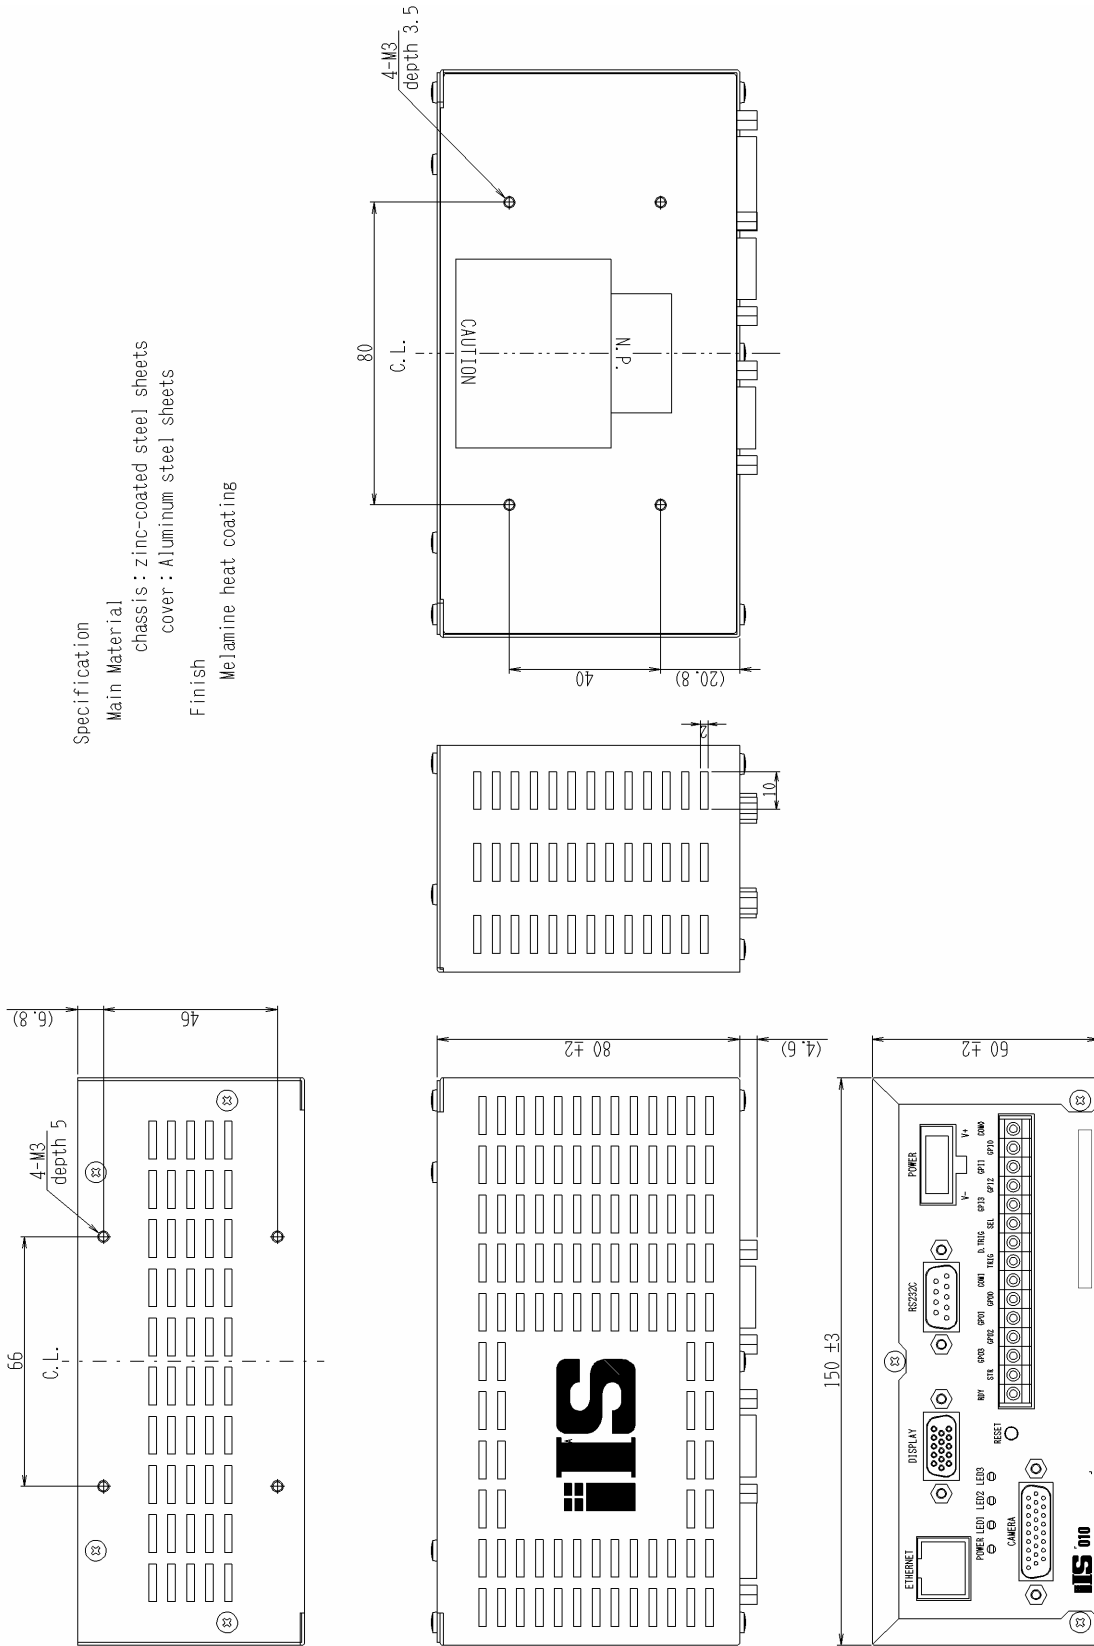 Specification
Main Material
chassis : zinc-coated steel sheets
cover : Aluminum steel sheets
Finish
Melamine heat coating
4-M3
depth 3.5
80
C.L.
CAUTION
N.P.
40
(20.8)
2
10
(6.8)
46
4-M3
depth 5
66
C.L.
80 ±2
(4.6)
iIS
60 ±2
150 ±3
POWER
V-
V+
RS232C
DISPLAY
ETHERNET
RDY
STR
GPO3
GPO2
GPO1
GPO0
COM1
TRIG
D.TRIG
SEL
GPI3
GPI2
GPI1
GPI0
COM0
RESET
POWER LED1 LED2 LED3
CAMERA
iIS 010